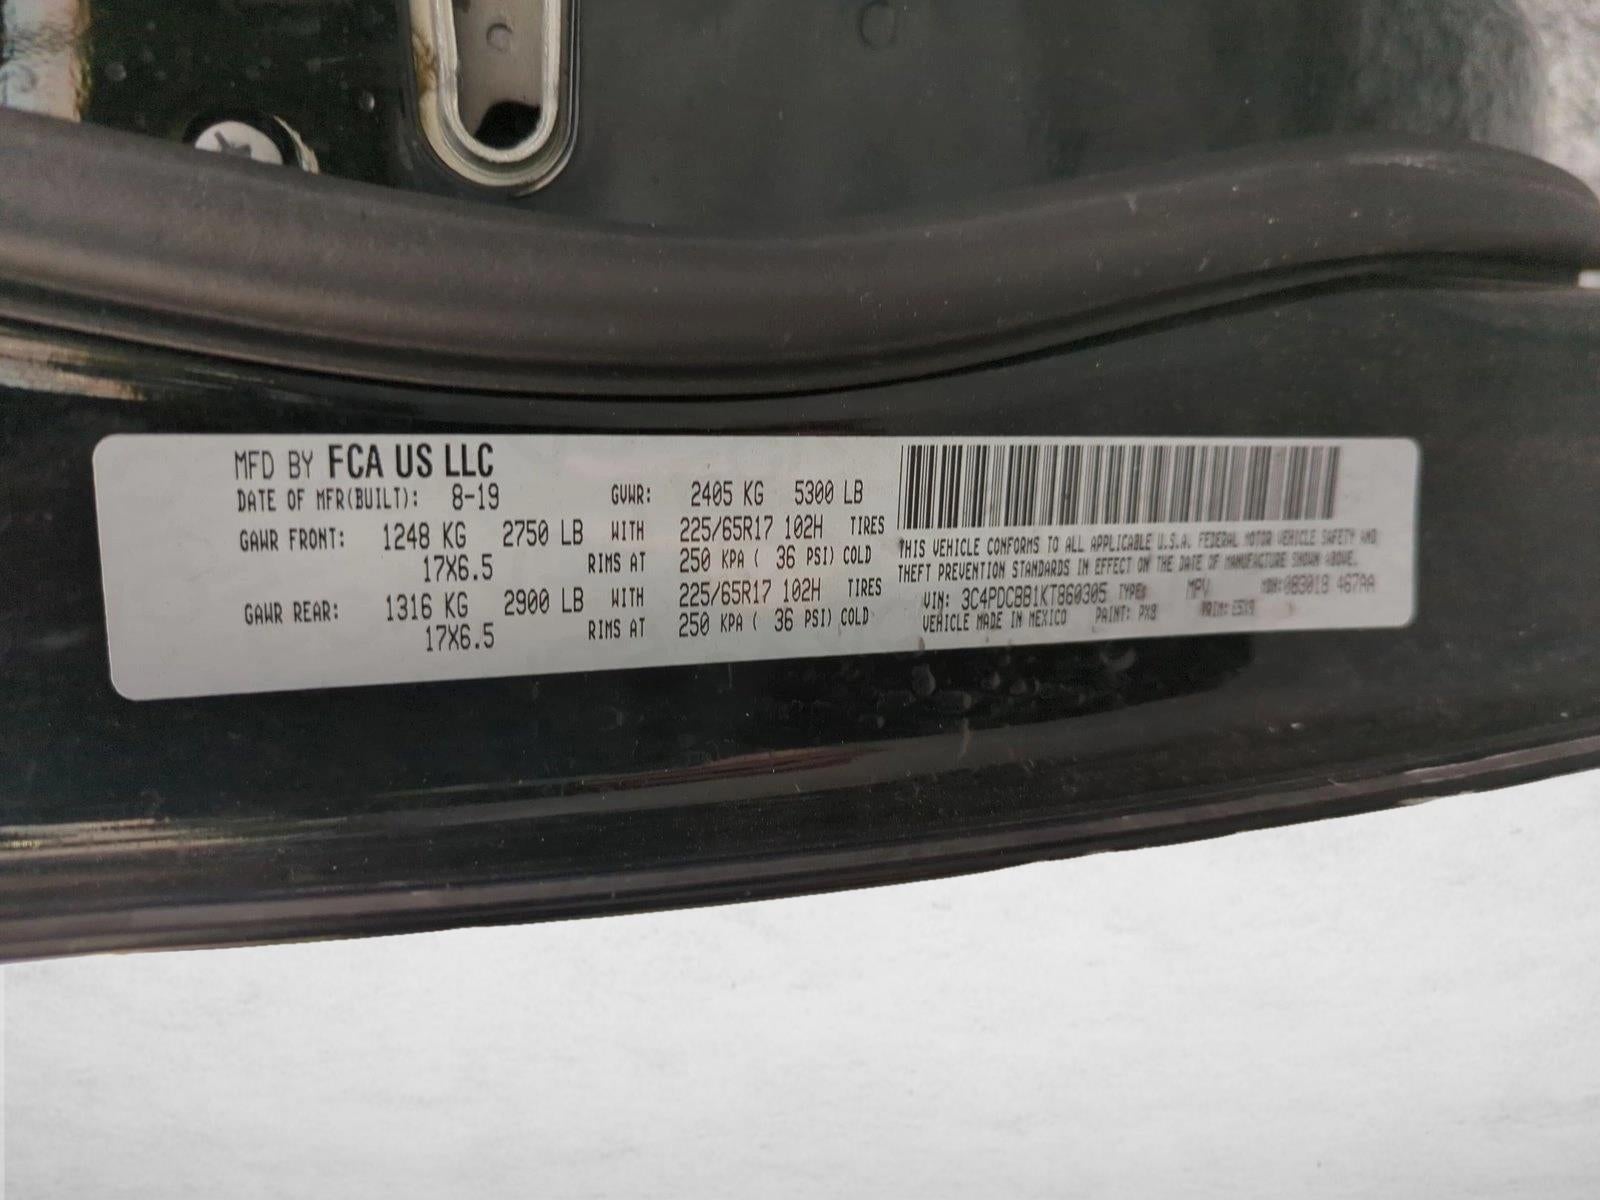 MFD BY FCA US LLC
DATE OF MFR(BUILT): 8-19 GVWR: 2405 KG 5300 LB
GAWR FRONT: 1248 KG 2750 LB WITH 225/65R17 102H TIRES
17X6.5 RIMS AT 250 KPA ( 36 PSI) COLD
GAWR REAR: 1316 KG 2900 LB WITH 225/65R17 102H TIRES
17X6.5 RIMS AT 250 KPA ( 36 PSI) COLD
THIS VEHICLE CONFORMS TO ALL APPLICABLE U.S.A. FEDERAL MOTOR VEHICLE SAFETY AND
THEFT PREVENTION STANDARDS IN EFFECT ON THE DATE OF MANUFACTURE SHOWN ABOVE.
VIN: 3C4PDCBB1KT860305 TYPE: MPV MDH: 083018 467AA
VEHICLE MADE IN MEXICO PAINT: PX8